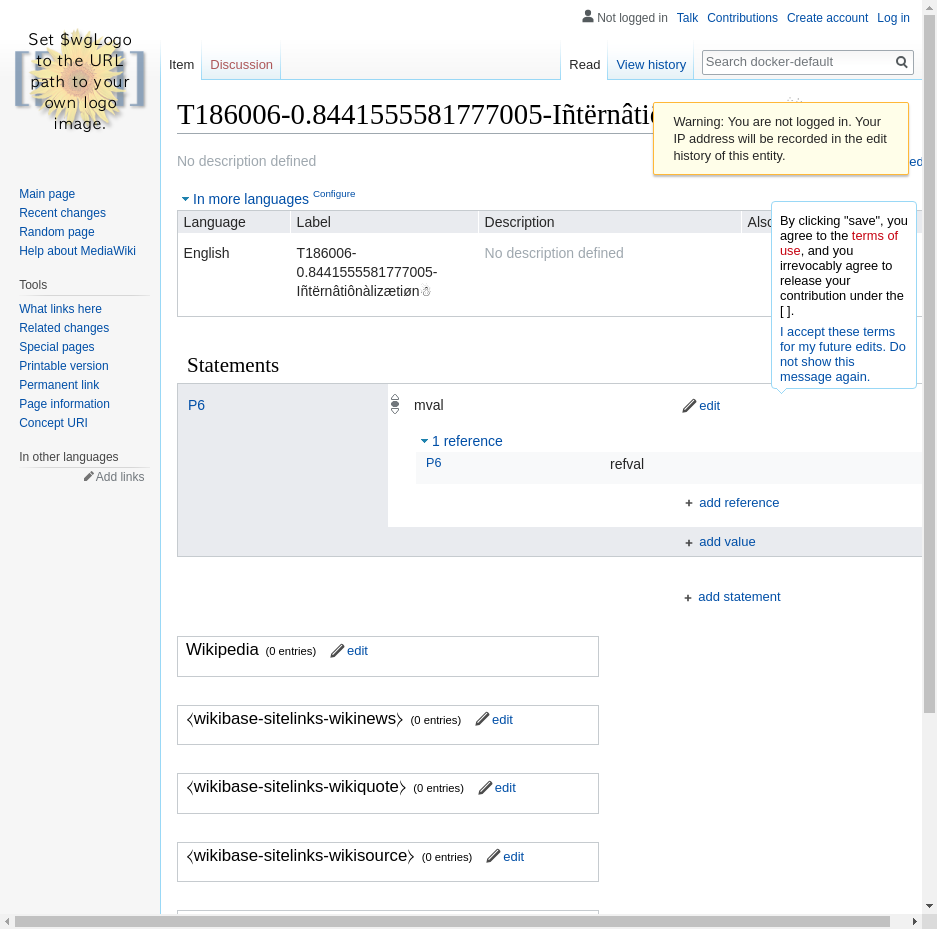 Not logged in Talk Contributions Create account Log in
Set $wgLogo
to the URL
path to your
own logo
image.
Item Discussion Read View history Search docker-default
T186006-0.8441555581777005-Iñtërnâti
Warning: You are not logged in. Your
IP address will be recorded in the edit
history of this entity.
No description defined
ed
Main page
Recent changes
Random page
Help about MediaWiki
Tools
What links here
Related changes
Special pages
Printable version
Permanent link
Page information
Concept URI
In other languages
Add links
In more languages Configure
Language Label Description Also
English T186006-
0.8441555581777005-
Iñtërnâtiônàlizætiøn☃ No description defined
By clicking "save", you
agree to the terms of
use, and you
irrevocably agree to
release your
contribution under the
[ ].
I accept these terms
for my future edits. Do
not show this
message again.
Statements
P6 mval edit
1 reference
P6 refval
+ add reference
+ add value
+ add statement
Wikipedia (0 entries) edit
⧼wikibase-sitelinks-wikinews⧽ (0 entries) edit
⧼wikibase-sitelinks-wikiquote⧽ (0 entries) edit
⧼wikibase-sitelinks-wikisource⧽ (0 entries) edit